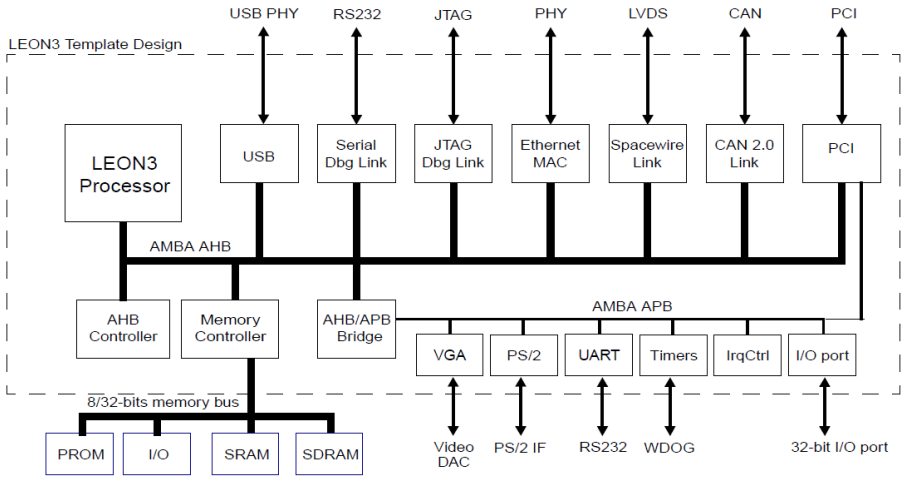 USB PHY RS232 JTAG PHY LVDS CAN PCI
LEON3 Template Design
LEON3
Processor
USB
Serial
Dbg Link
JTAG
Dbg Link
Ethernet
MAC
Spacewire
Link
CAN 2.0
Link
PCI
AMBA AHB
AHB
Controller
Memory
Controller
AHB/APB
Bridge
AMBA APB
VGA
PS/2
UART
Timers
IrqCtrl
I/O port
8/32-bits memory bus
PROM
I/O
SRAM
SDRAM
Video
DAC
PS/2 IF
RS232
WDOG
32-bit I/O port